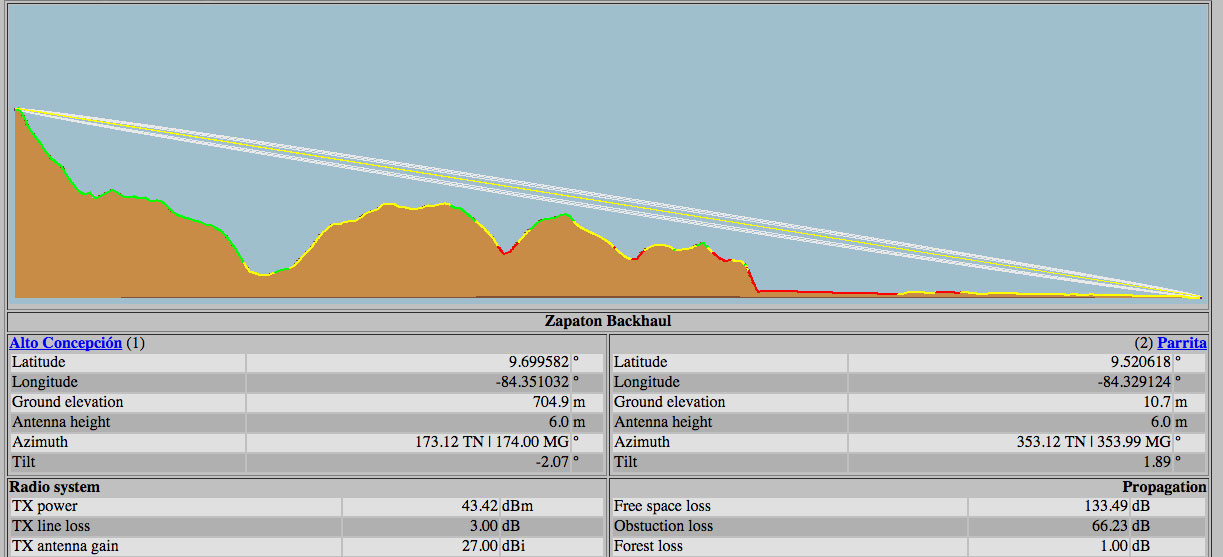 Zapaton Backhaul
Alto Concepción (1)
Latitude 9.699582 °
Longitude -84.351032 °
Ground elevation 704.9 m
Antenna height 6.0 m
Azimuth 173.12 TN | 174.00 MG °
Tilt -2.07 °
(2) Parrita
Latitude 9.520618 °
Longitude -84.329124 °
Ground elevation 10.7 m
Antenna height 6.0 m
Azimuth 353.12 TN | 353.99 MG °
Tilt 1.89 °
Radio system
TX power 43.42 dBm
TX line loss 3.00 dB
TX antenna gain 27.00 dBi
Propagation
Free space loss 133.49 dB
Obstuction loss 66.23 dB
Forest loss 1.00 dB